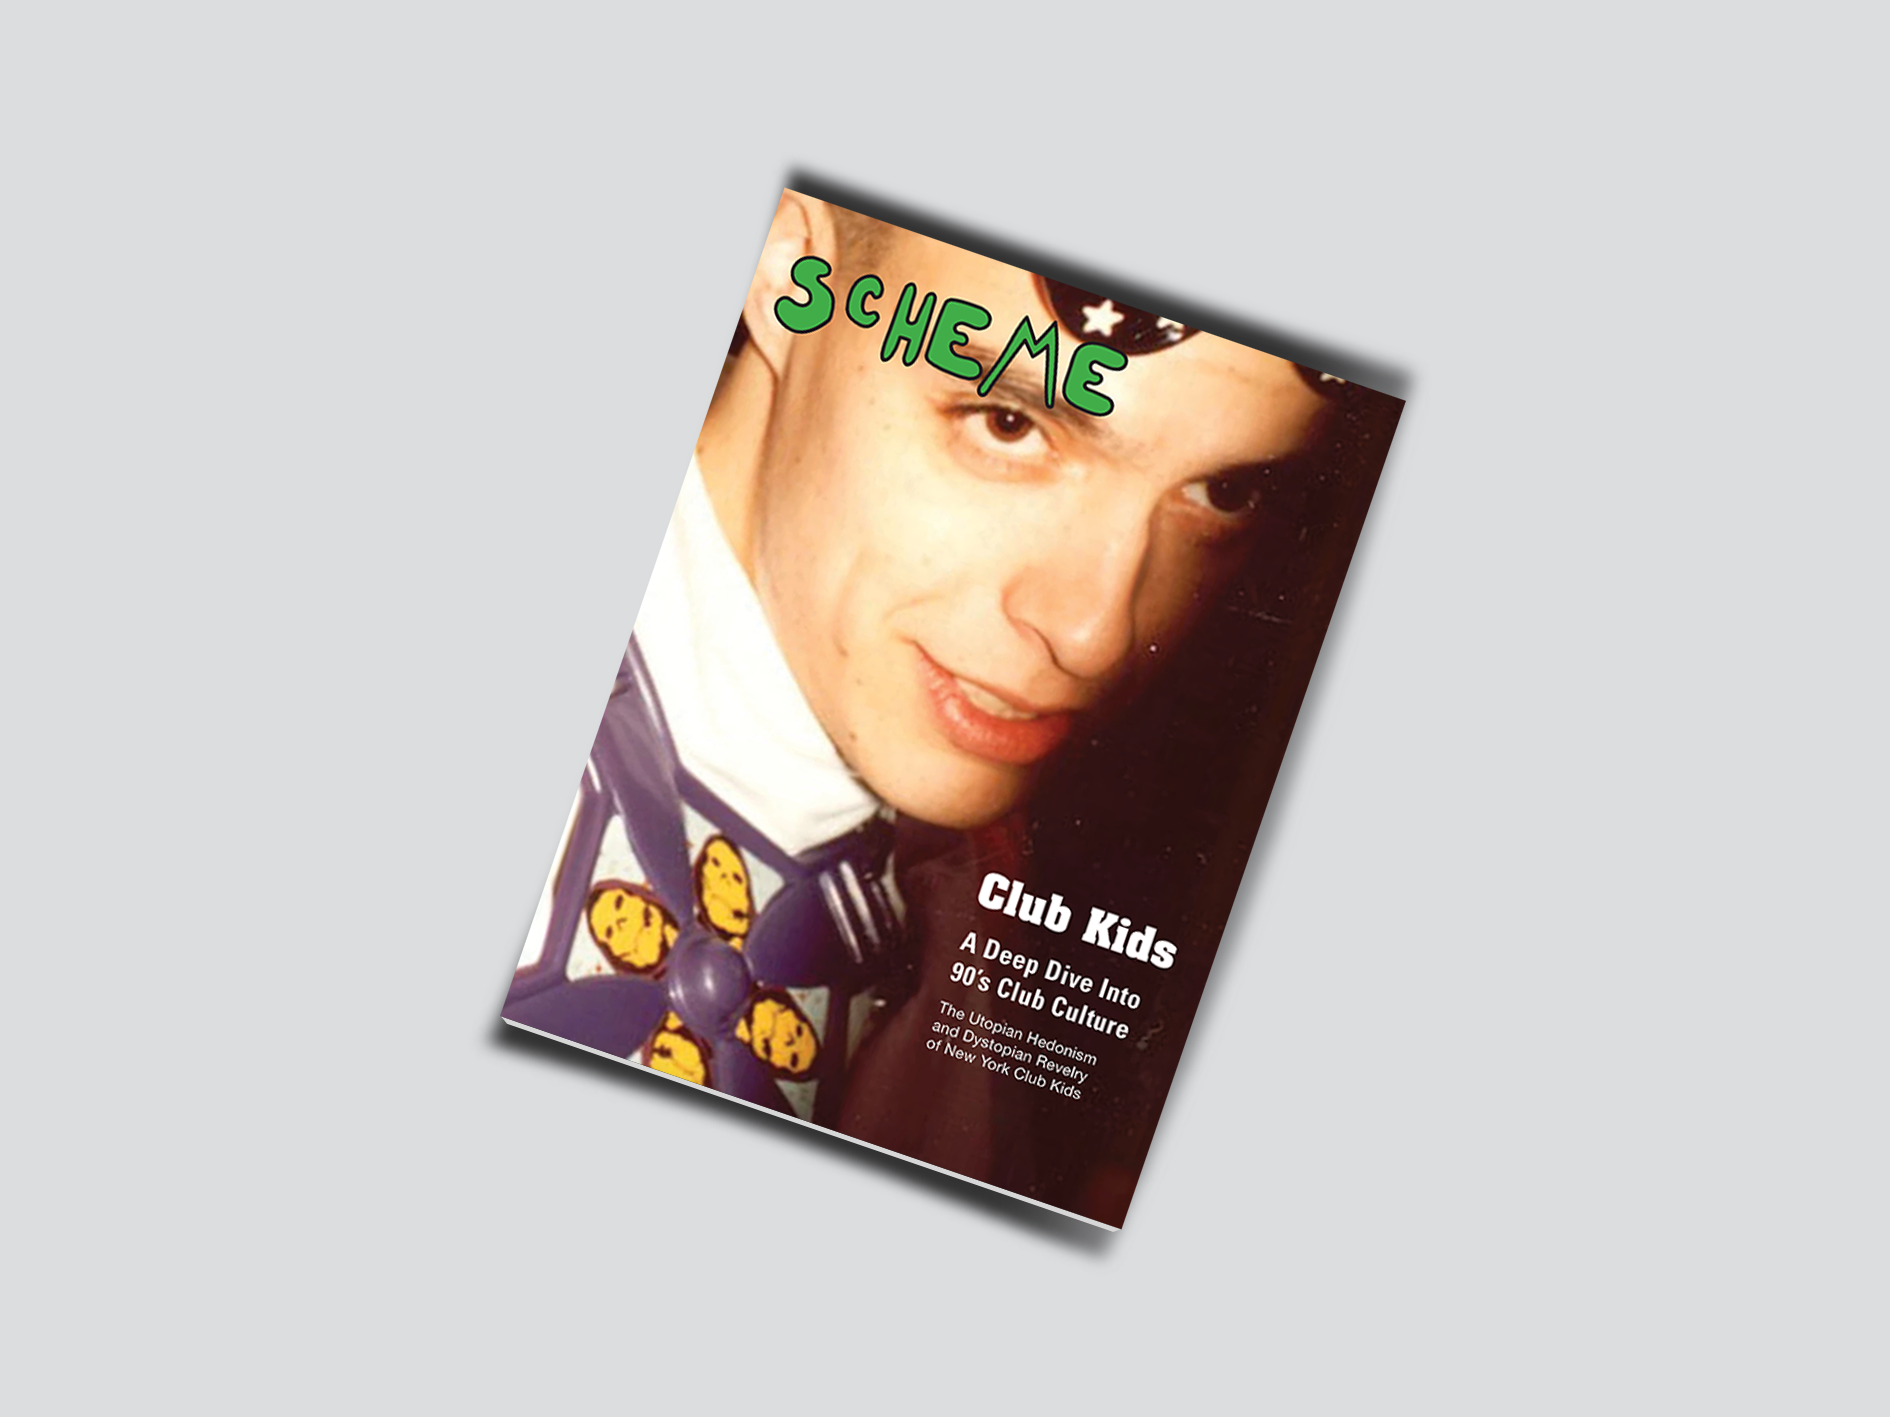 SCHEME
Club Kids
A Deep Dive Into
90's Club Culture
The Utopian Hedonism
and Dystopian Revelry
of New York Club Kids